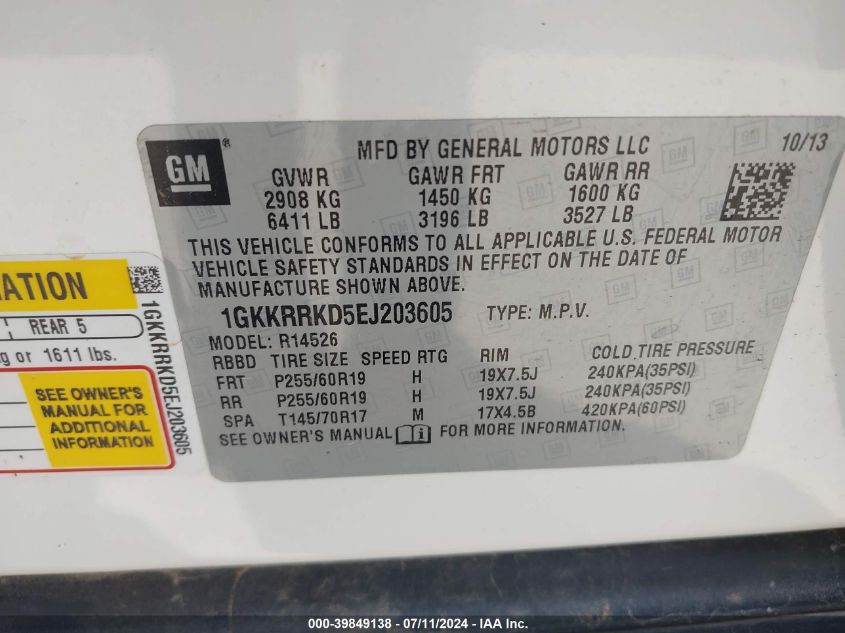 MFD BY GENERAL MOTORS LLC 10/13
GM®
GVWR GAWR FRT GAWR RR
2908 KG 1450 KG 1600 KG
6411 LB 3196 LB 3527 LB
THIS VEHICLE CONFORMS TO ALL APPLICABLE U.S. FEDERAL MOTOR
VEHICLE SAFETY STANDARDS IN EFFECT ON THE DATE OF
MANUFACTURE SHOWN ABOVE.
1GKKRRKD5EJ203605 TYPE: M.P.V.
MODEL: R14526
RBBD TIRE SIZE SPEED RTG RIM COLD TIRE PRESSURE
FRT P255/60R19 H 19X7.5J 240KPA(35PSI)
RR P255/60R19 H 19X7.5J 240KPA(35PSI)
SPA T145/70R17 M 17X4.5B 420KPA(60PSI)
SEE OWNER'S MANUAL FOR MORE INFORMATION.
MATION
REAR 5
kg or 1611 lbs.
SEE OWNER'S
MANUAL FOR
ADDITIONAL
INFORMATION
1GKKRRKD5EJ203605
000-39849138 - 07/11/2024 - IAA Inc.